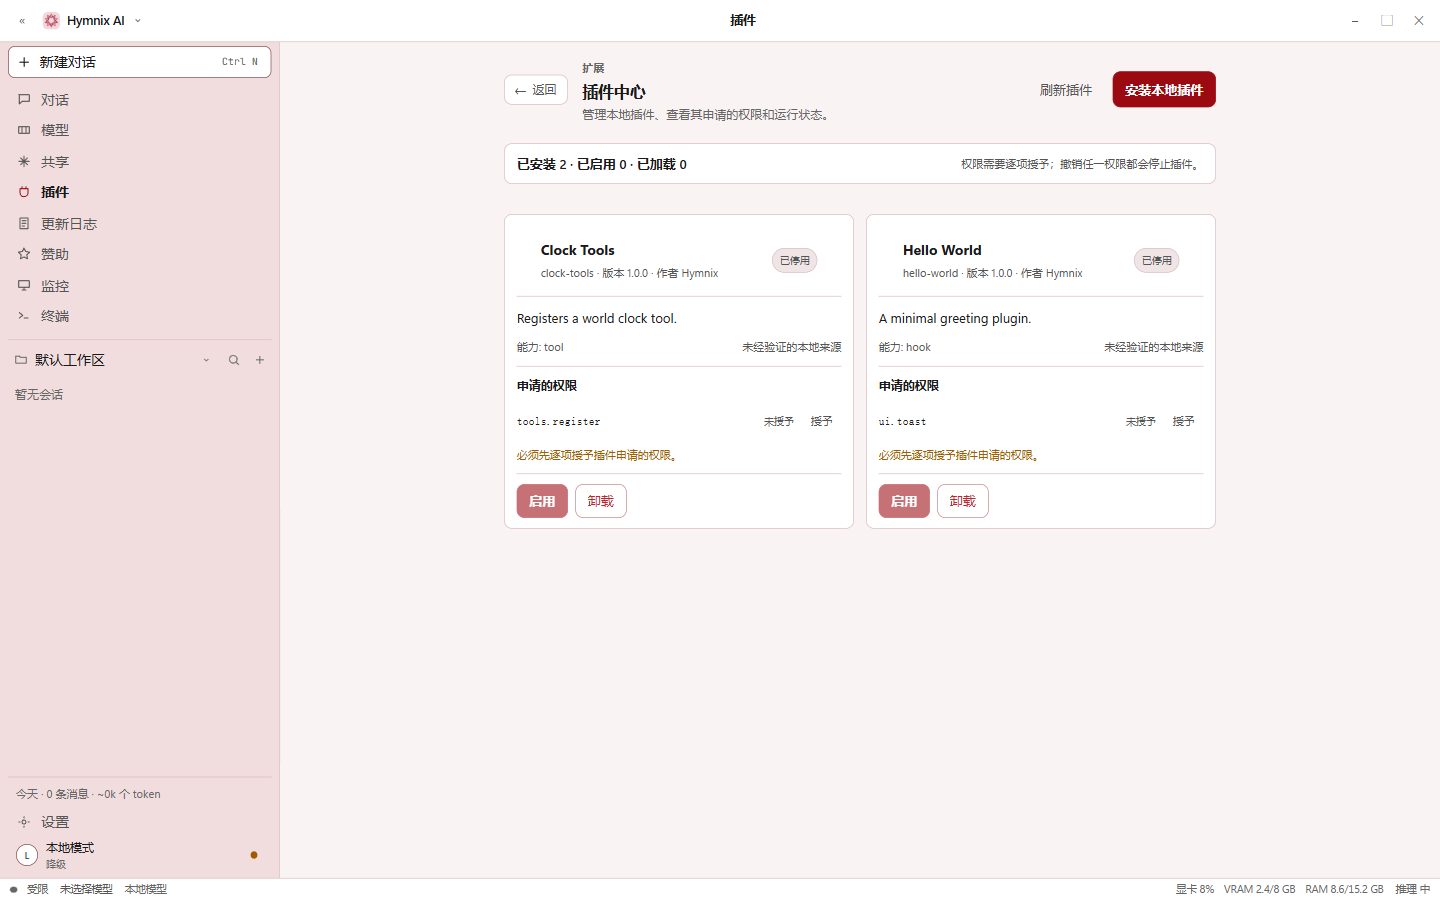 « Hymnix AI
插件
新建对话 Ctrl N
对话
模型
共享
插件
更新日志
赞助
监控
终端
默认工作区
暂无会话
今天 · 0 条消息 · ~0k 个 token
设置
L
本地模式
降级
← 返回
扩展
插件中心
管理本地插件、查看其申请的权限和运行状态。
刷新插件
安装本地插件
已安装 2 · 已启用 0 · 已加载 0
权限需要逐项授予；撤销任一权限都会停止插件。
Clock Tools
clock-tools · 版本 1.0.0 · 作者 Hymnix
已停用
Registers a world clock tool.
能力: tool 未经验证的本地来源
申请的权限
tools.register 未授予 授予
必须先逐项授予插件申请的权限。
启用 卸载
Hello World
hello-world · 版本 1.0.0 · 作者 Hymnix
已停用
A minimal greeting plugin.
能力: hook 未经验证的本地来源
申请的权限
ui.toast 未授予 授予
必须先逐项授予插件申请的权限。
启用 卸载
受限 未选择模型 本地模型
显卡 8% VRAM 2.4/8 GB RAM 8.6/15.2 GB 推理 中